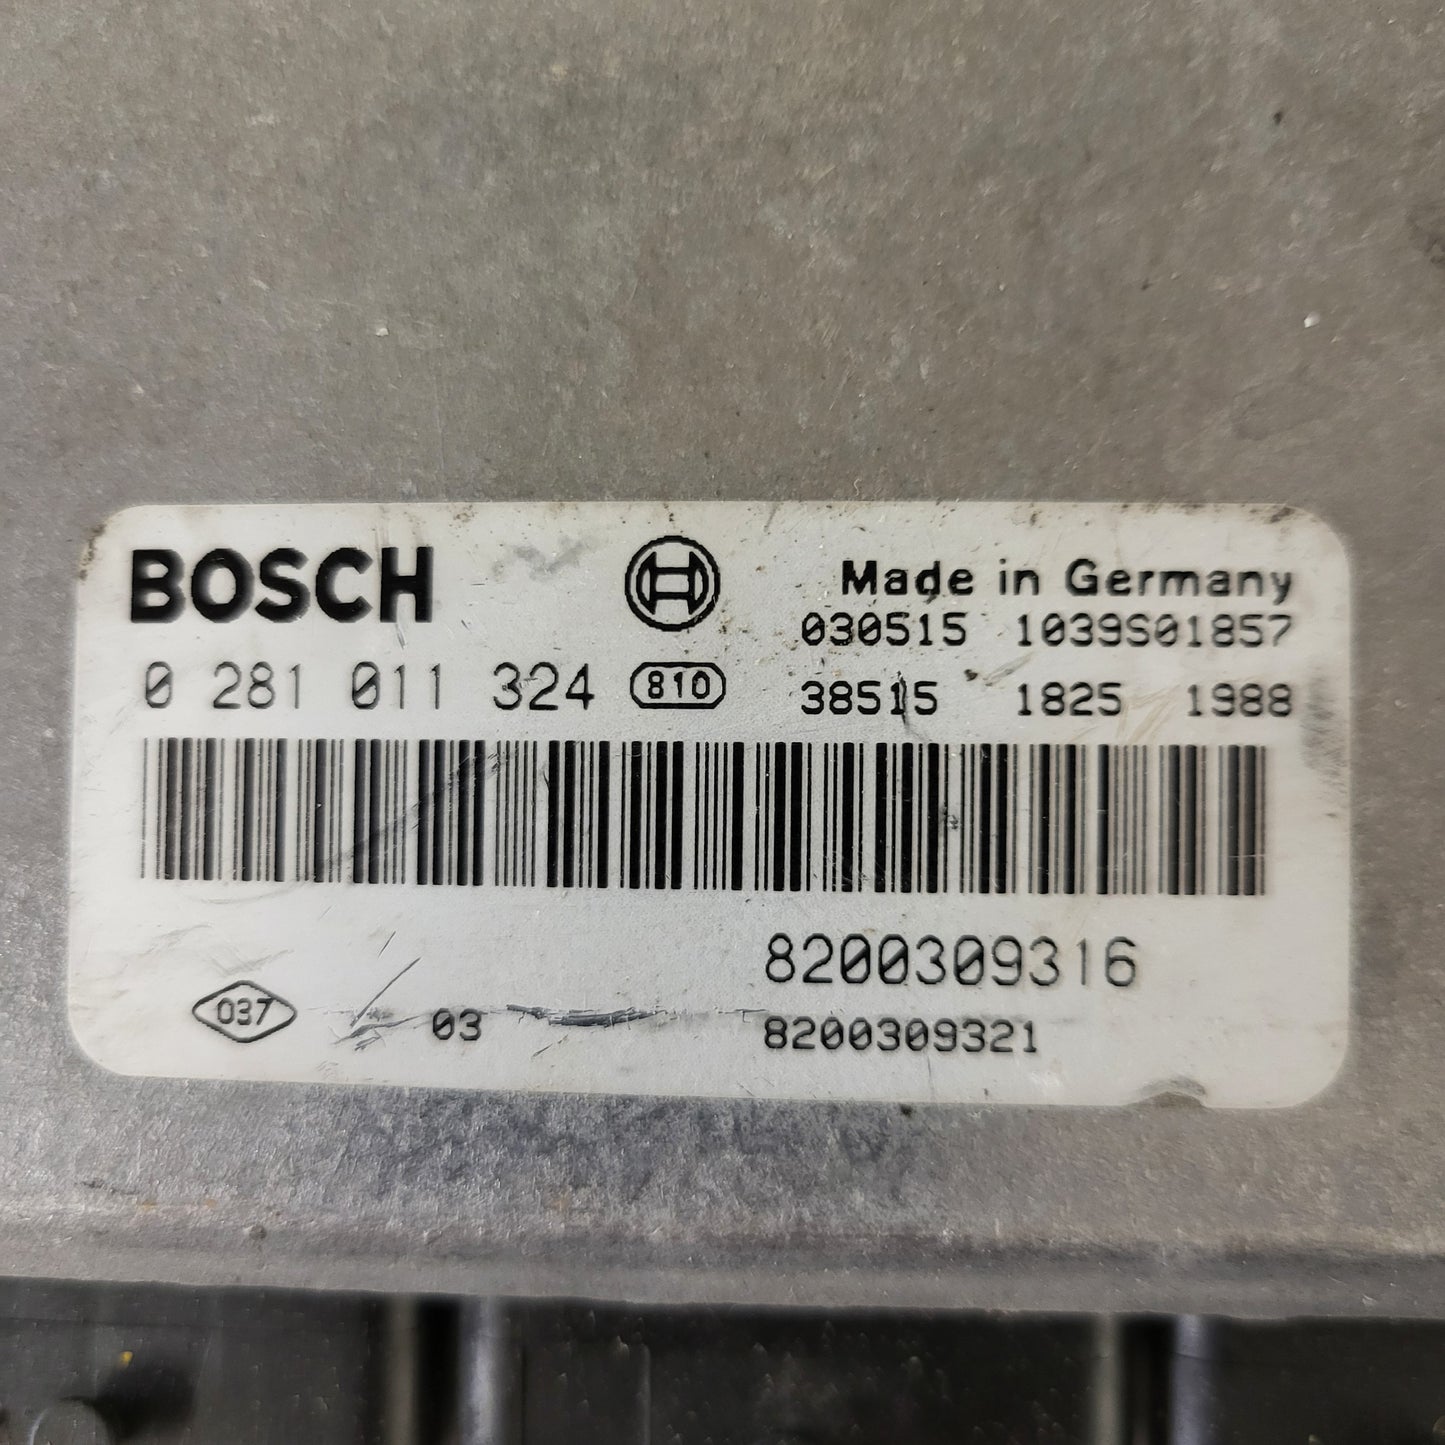 BOSCH
Made in Germany
030515 1039S01857
0 281 011 324 810
38515 1825 1988
8200309316
037 03
8200309321